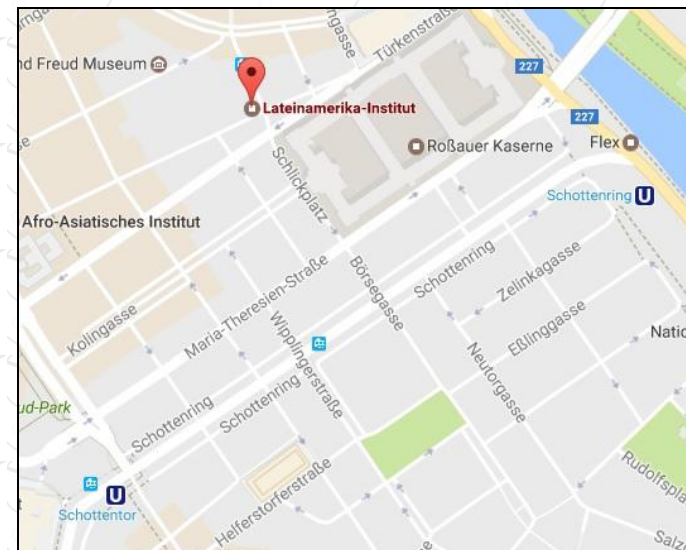 Türkenstraße
nd Freud Museum
227
Lateinamerika-Institut
227
Roßauer Kaserne
Flex
Schlickplatz
Schottenring U
Afro-Asiatisches Institut
Börsegasse
Schottenring
Zelinkagasse
Maria-Theresien-Straße
Kolingasse
Wipplingerstraße
Eßlinggasse
Natio
Neutorgasse
ud-Park
Schottenring
Schottenring
Rudolfspla
Helferstorferstraße
U
Schottentor
t
Salz